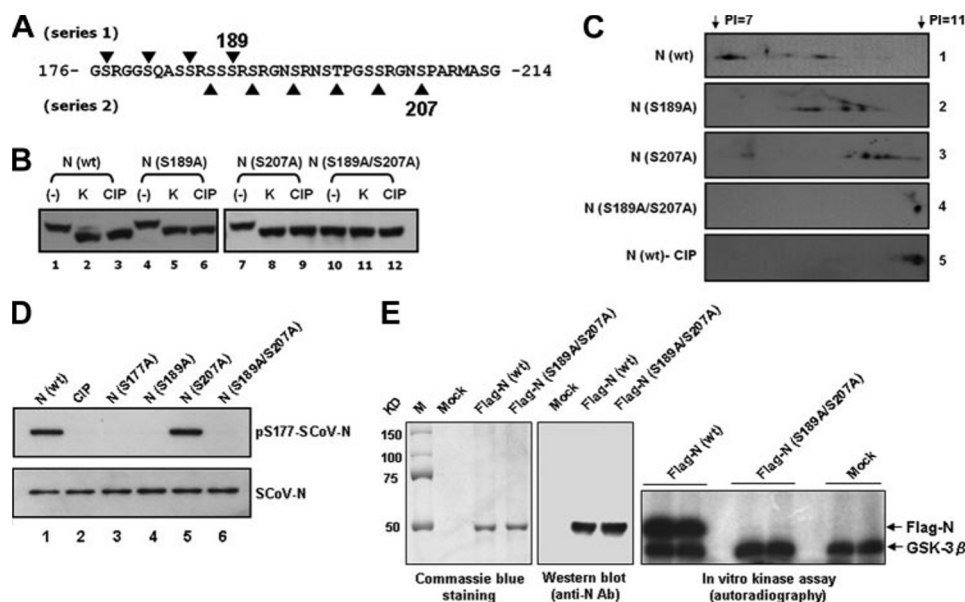 A
(series 1)
189
176- GSRGGSQASSRSSSRSRGNSRNSTPGSSRGNSPARMASG -214
(series 2)
207
B
N (wt) N (S189A) N (S207A) N (S189A/S207A)
(-) K CIP (-) K CIP (-) K CIP (-) K CIP
1 2 3 4 5 6 7 8 9 10 11 12
C
PI=7 PI=11
N (wt) 1
N (S189A) 2
N (S207A) 3
N (S189A/S207A) 4
N (wt)- CIP 5
D
N (wt) CIP N (S177A) N (S189A) N (S207A) N (S189A/S207A)
pS177-SCoV-N
SCoV-N
1 2 3 4 5 6
E
KD M Mock Flag-N (wt) Flag-N (S189A/S207A) Mock Flag-N (wt) Flag-N (S189A/S207A)
Flag-N (wt) Flag-N (S189A/S207A) Mock
150
100
75
50
Flag-N
GSK-3β
Commassie blue
staining
Western blot
(anti-N Ab)
In vitro kinase assay
(autoradiography)